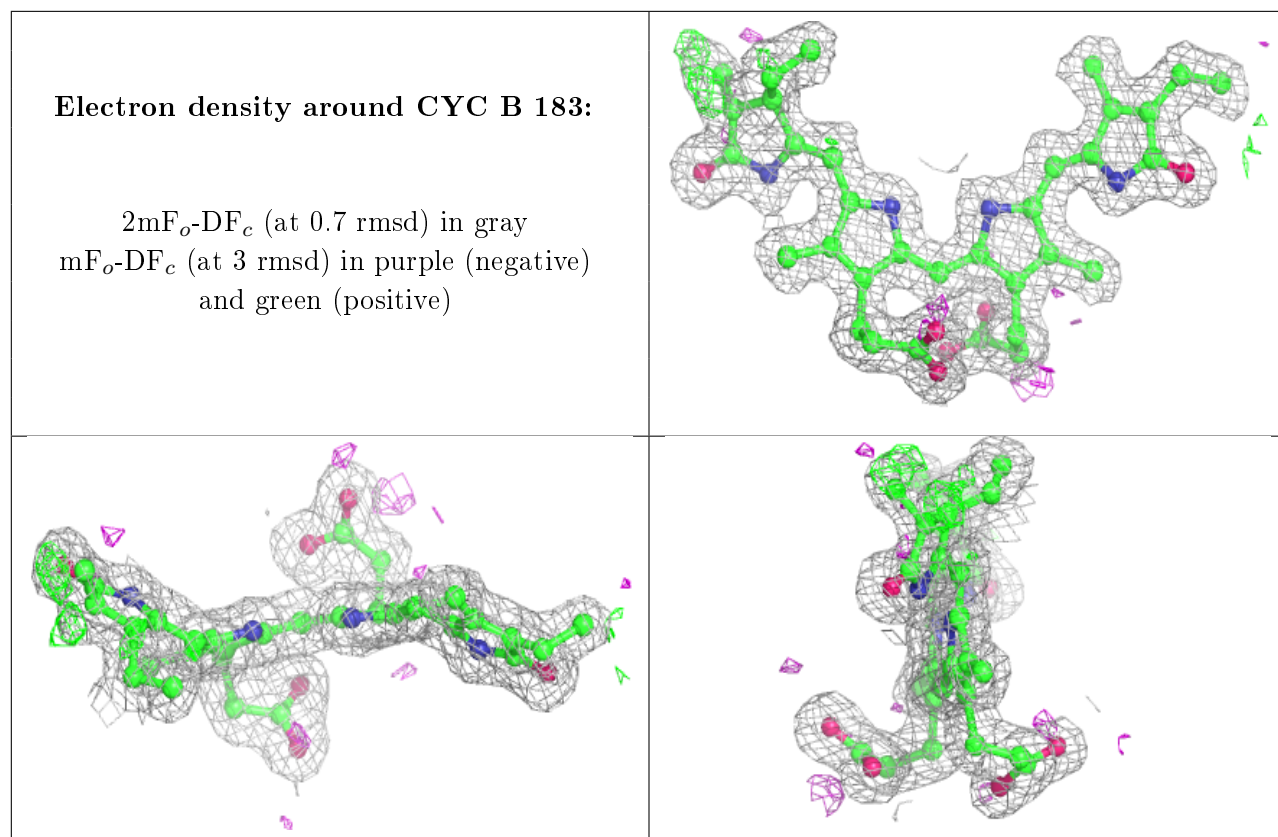 Electron density around CYC B 183:
2mFo-DFc (at 0.7 rmsd) in gray
mFo-DFc (at 3 rmsd) in purple (negative)
and green (positive)